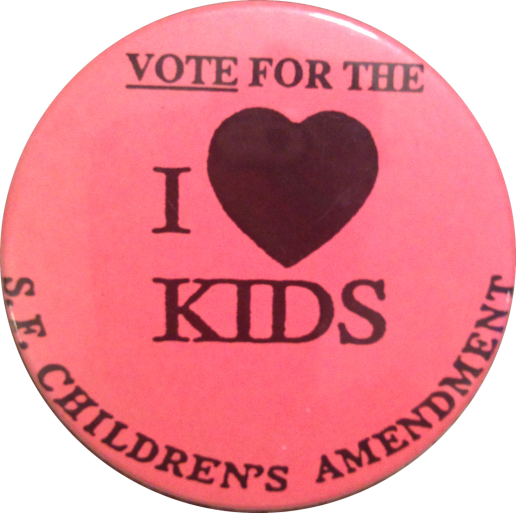 VOTE FOR THE
I
KIDS
S.F. CHILDREN'S AMENDMENT